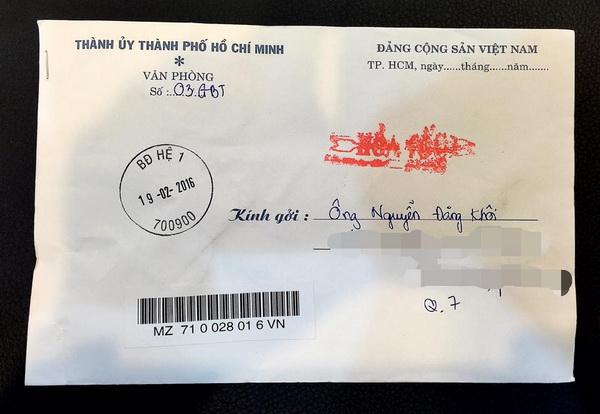 THÀNH ỦY THÀNH PHỐ HỒ CHÍ MINH
*
VĂN PHÒNG
Số :..03.GBT
ĐẢNG CỘNG SẢN VIỆT NAM
TP. HCM, ngày......tháng......năm.......
HỎA TỐC
BĐ HỆ 1
19-02-2016
700900
Kính gởi : Ông Nguyễn Đăng Khôi
Q. 7
MZ 71 0 028 01 6 VN